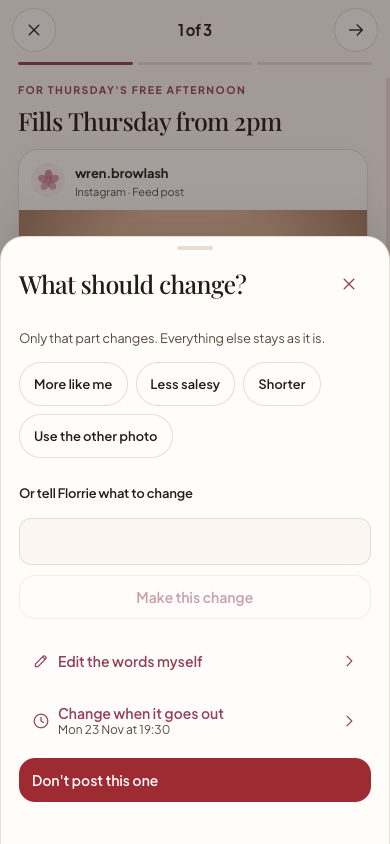 1 of 3
FOR THURSDAY'S FREE AFTERNOON
Fills Thursday from 2pm
wren.browlash
Instagram · Feed post
What should change?
Only that part changes. Everything else stays as it is.
More like me
Less salesy
Shorter
Use the other photo
Or tell Florrie what to change
Make this change
Edit the words myself
Change when it goes out
Mon 23 Nov at 19:30
Don't post this one